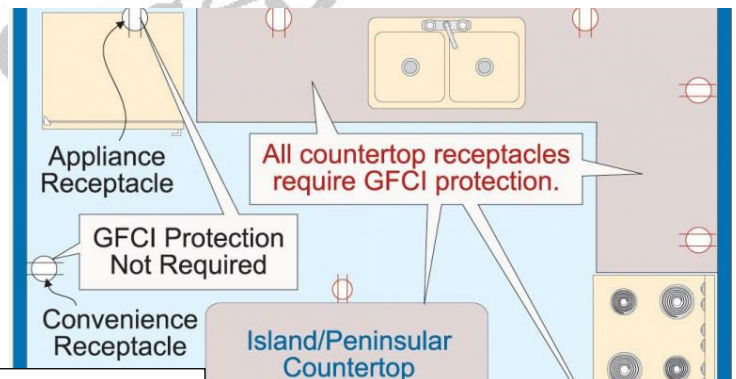 Appliance
Receptacle
All countertop receptacles
require GFCI protection.
GFCI Protection
Not Required
Convenience
Receptacle
Island/Peninsular
Countertop